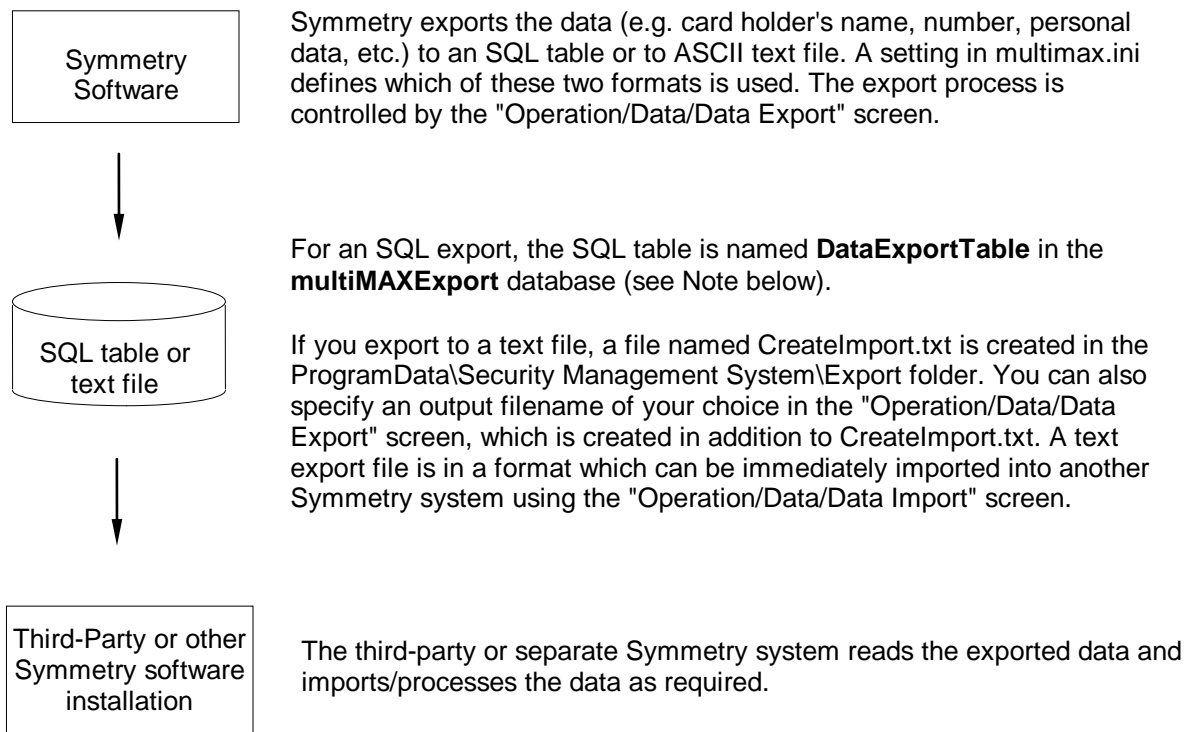 Symmetry
Software
Symmetry exports the data (e.g. card holder's name, number, personal
data, etc.) to an SQL table or to ASCII text file. A setting in multimax.ini
defines which of these two formats is used. The export process is
controlled by the "Operation/Data/Data Export" screen.
For an SQL export, the SQL table is named DataExportTable in the
multiMAXExport database (see Note below).
SQL table or
text file
If you export to a text file, a file named CreateImport.txt is created in the
ProgramData\Security Management System\Export folder. You can also
specify an output filename of your choice in the "Operation/Data/Data
Export" screen, which is created in addition to CreateImport.txt. A text
export file is in a format which can be immediately imported into another
Symmetry system using the "Operation/Data/Data Import" screen.
Third-Party or other
Symmetry software
installation
The third-party or separate Symmetry system reads the exported data and
imports/processes the data as required.